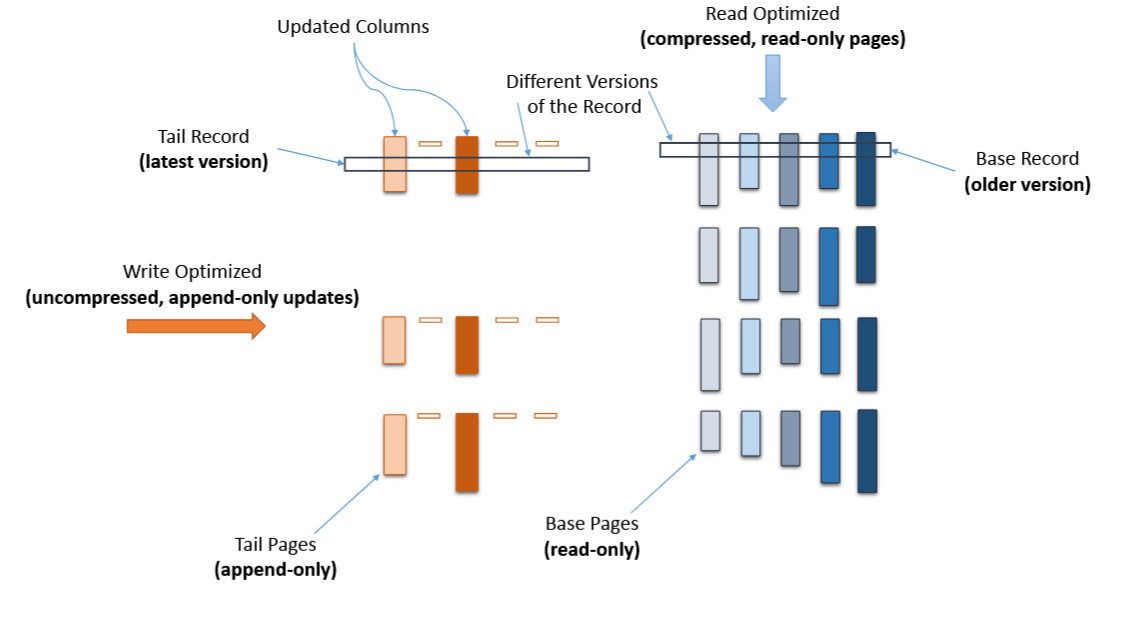 Read Optimized
(compressed, read-only pages)
Updated Columns
Different Versions
of the Record
Tail Record
(latest version)
Base Record
(older version)
Write Optimized
(uncompressed, append-only updates)
Base Pages
(read-only)
Tail Pages
(append-only)